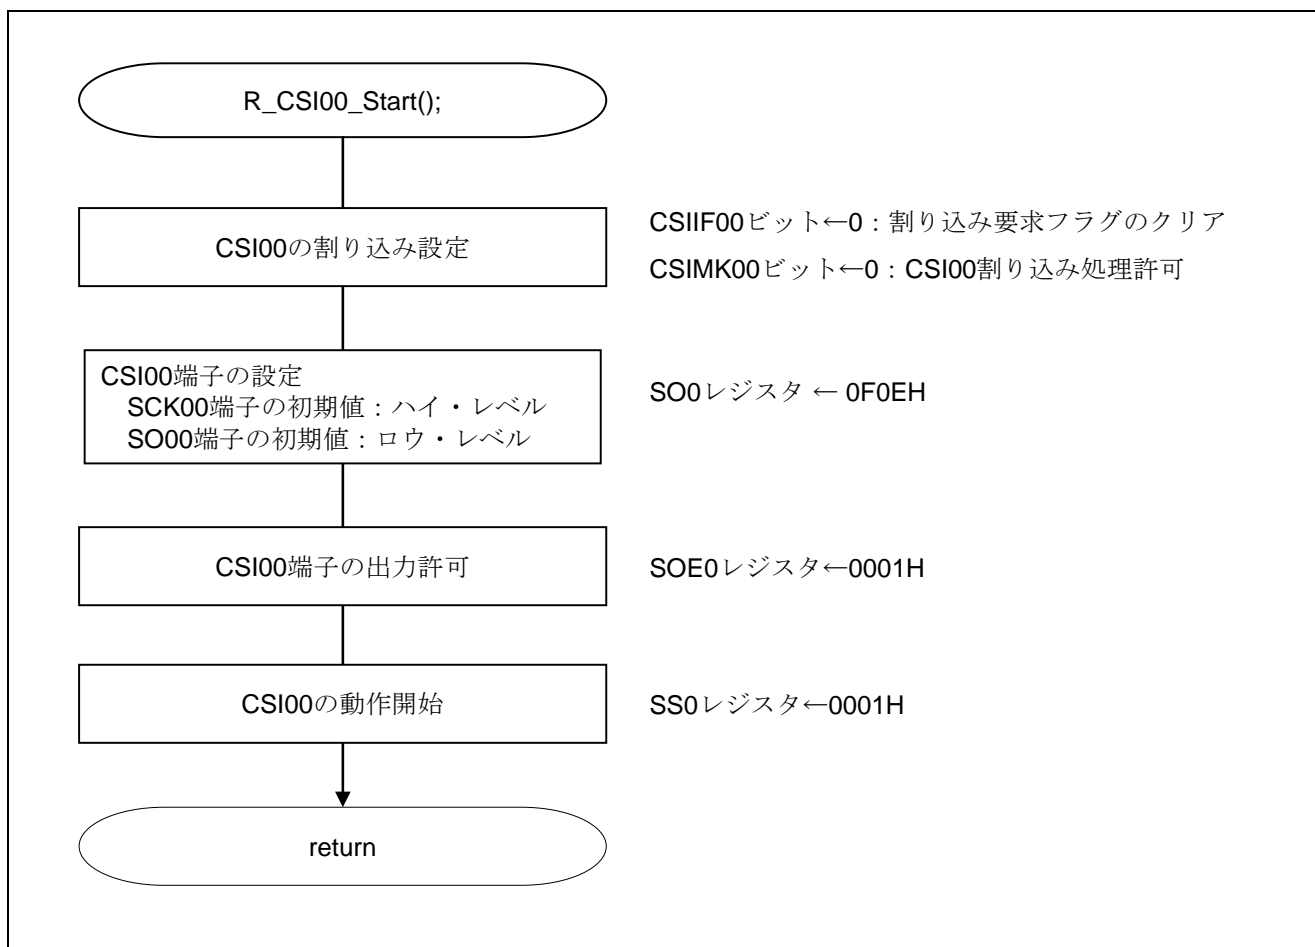 R_CSI00_Start();
CSI00の割り込み設定
CSIIF00ビット←0：割り込み要求フラグのクリア
CSIMK00ビット←0：CSI00割り込み処理許可
CSI00端子の設定
SCK00端子の初期値：ハイ・レベル
SO00端子の初期値：ロウ・レベル
SO0レジスタ ← 0F0EH
CSI00端子の出力許可
SOE0レジスタ←0001H
CSI00の動作開始
SS0レジスタ←0001H
return